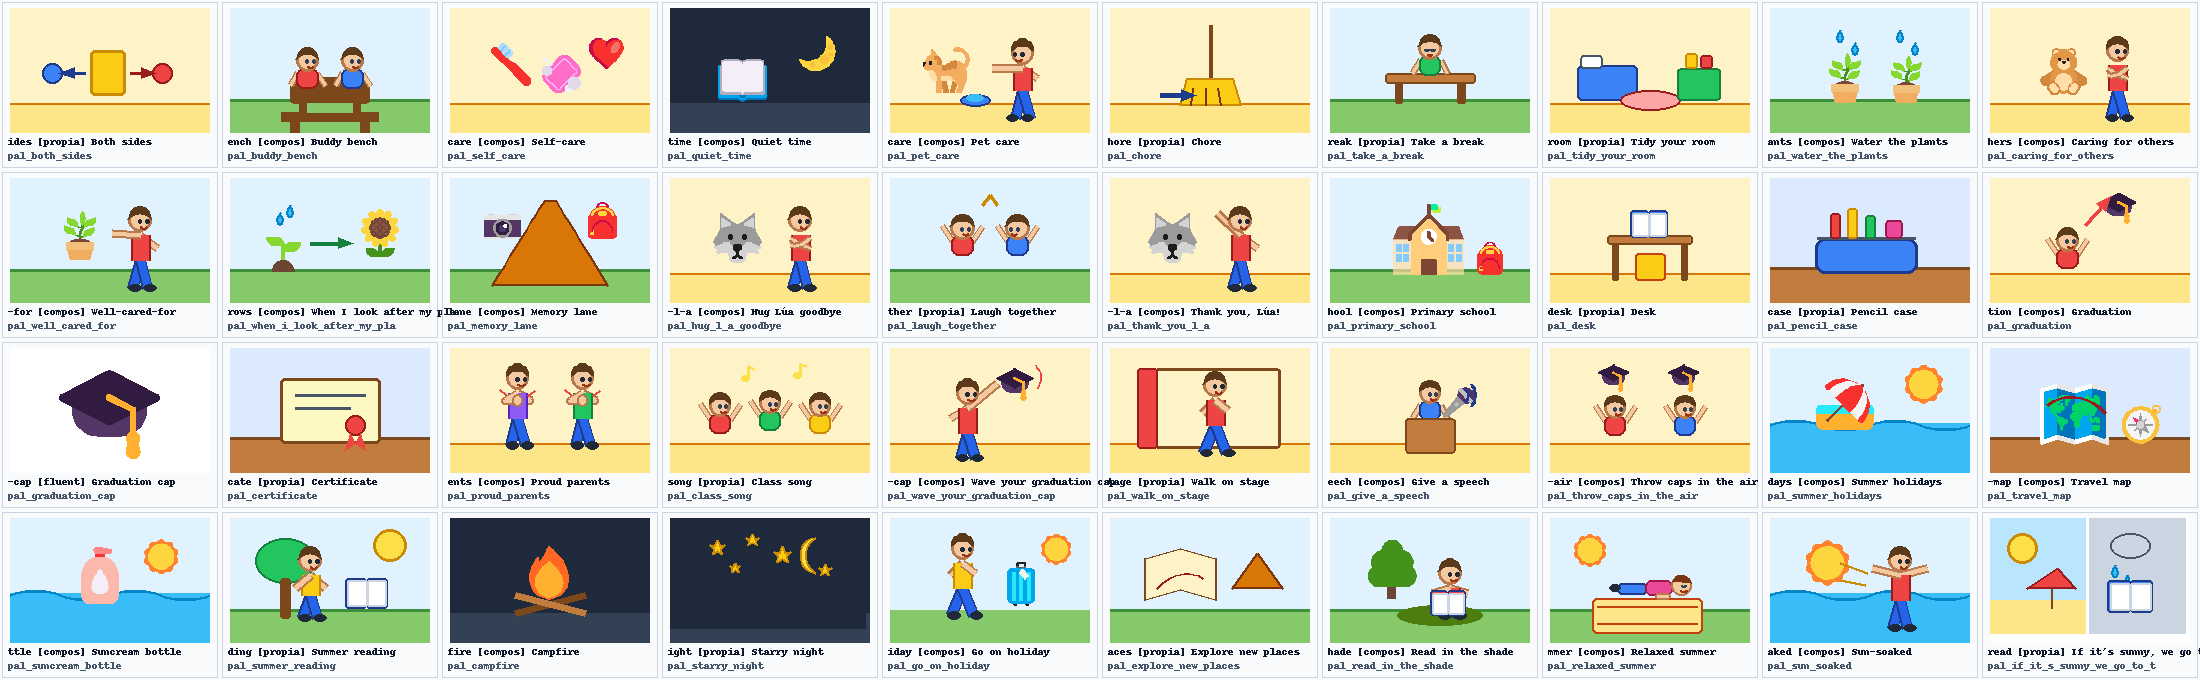 ides [propia] Both sides
pal_both_sides
ench [compos] Buddy bench
pal_buddy_bench
care [compos] Self-care
pal_self_care
time [compos] Quiet time
pal_quiet_time
care [compos] Pet care
pal_pet_care
hore [propia] Chore
pal_chore
reak [propia] Take a break
pal_take_a_break
room [propia] Tidy your room
pal_tidy_your_room
ants [compos] Water the plants
pal_water_the_plants
hers [compos] Caring for others
pal_caring_for_others
-for [compos] Well-cared-for
pal_well_cared_for
rows [compos] When I look after my
pal_when_i_look_after_my_pla
lane [compos] Memory lane
pal_memory_lane
-l-a [compos] Hug Lúa goodbye
pal_hug_l_a_goodbye
ther [propia] Laugh together
pal_laugh_together
-l-a [compos] Thank you, Lúa!
pal_thank_you_l_a
hool [compos] Primary school
pal_primary_school
desk [propia] Desk
pal_desk
case [propia] Pencil case
pal_pencil_case
tion [compos] Graduation
pal_graduation
-cap [fluent] Graduation cap
pal_graduation_cap
cate [propia] Certificate
pal_certificate
ents [compos] Proud parents
pal_proud_parents
song [propia] Class song
pal_class_song
-cap [compos] Wave your graduation cap
pal_wave_your_graduation_cap
tage [propia] Walk on stage
pal_walk_on_stage
eech [compos] Give a speech
pal_give_a_speech
-air [compos] Throw caps in the air
pal_throw_caps_in_the_air
days [compos] Summer holidays
pal_summer_holidays
-map [compos] Travel map
pal_travel_map
ttle [compos] Suncream bottle
pal_suncream_bottle
ding [propia] Summer reading
pal_summer_reading
fire [compos] Campfire
pal_campfire
ight [propia] Starry night
pal_starry_night
iday [compos] Go on holiday
pal_go_on_holiday
aces [propia] Explore new places
pal_explore_new_places
hade [compos] Read in the shade
pal_read_in_the_shade
mmer [compos] Relaxed summer
pal_relaxed_summer
aked [compos] Sun-soaked
pal_sun_soaked
read [propia] If it's sunny, we go
pal_if_it_s_sunny_we_go_to_t